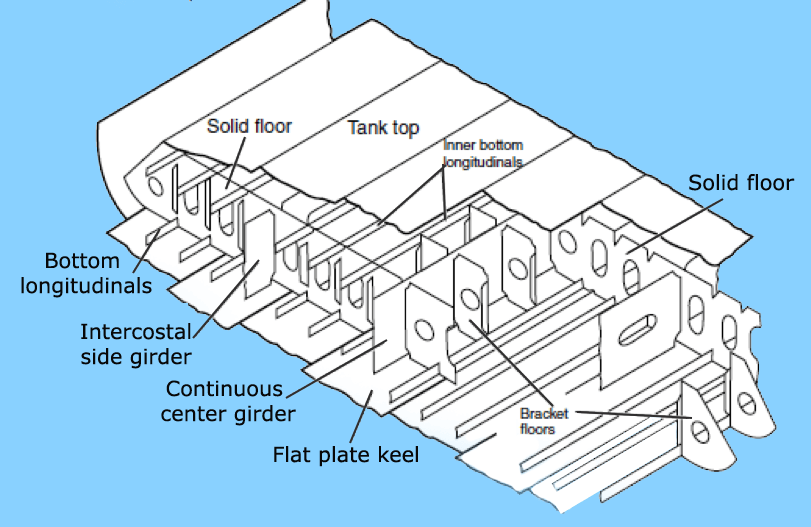 Solid floor
Tank top
Inner bottom
longitudinals
Solid floor
Bottom
longitudinals
Intercostal
side girder
Continuous
center girder
Bracket
floors
Flat plate keel